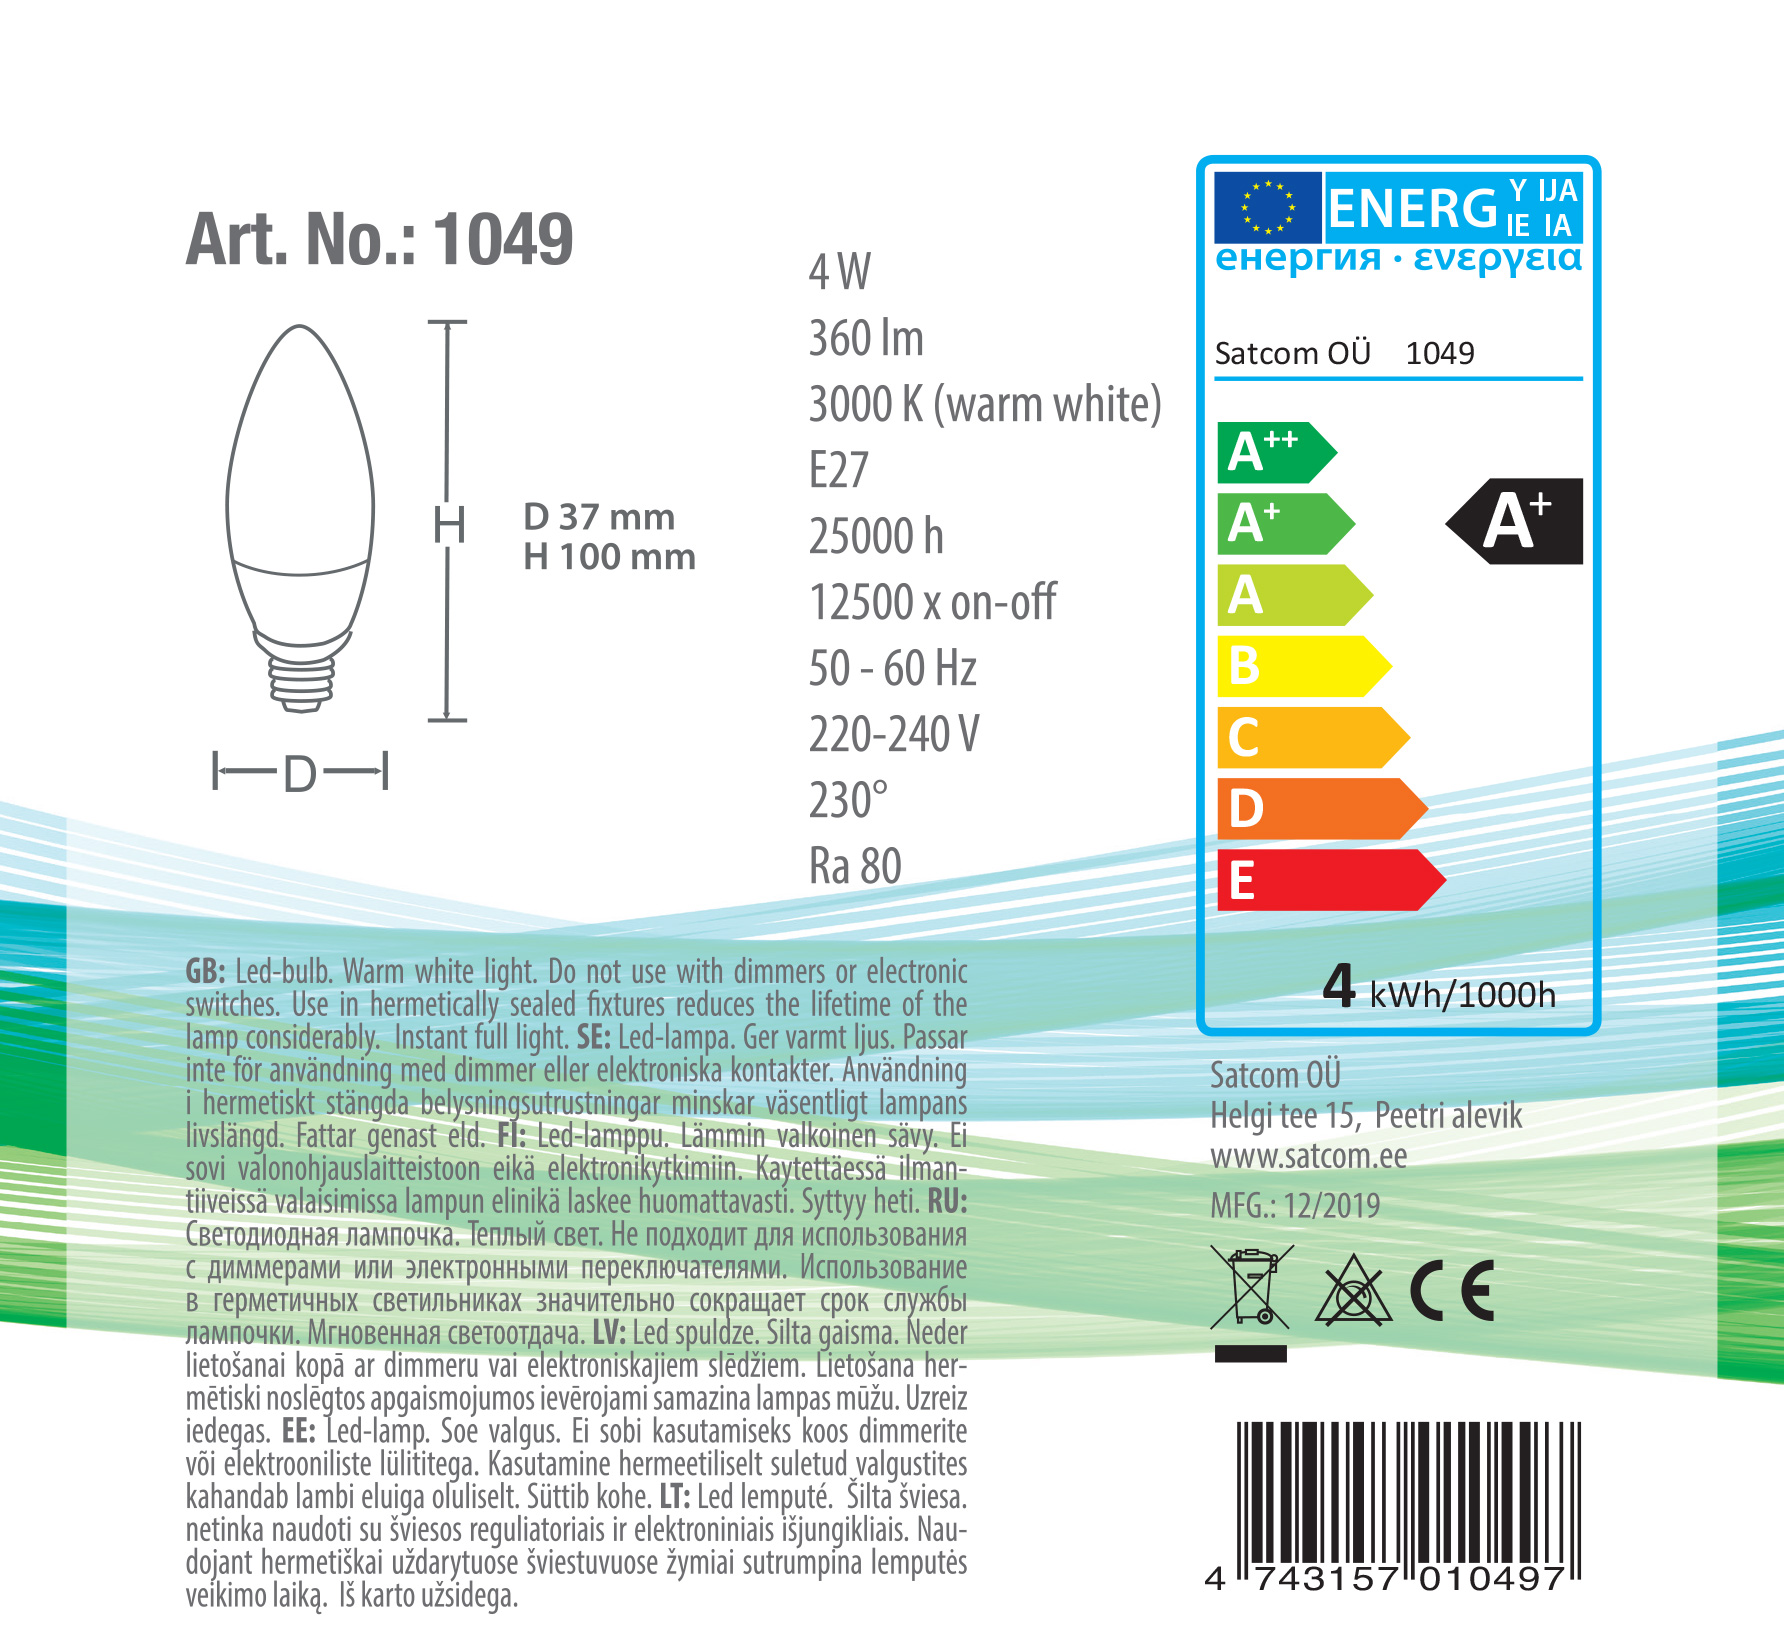 Art. No.: 1049
H
D 37 mm
H 100 mm
D
4 W
360 lm
3000 K (warm white)
E27
25000 h
12500 x on-off
50 - 60 Hz
220-240 V
230°
Ra 80
ENERG Y IJA
IE IA
енергия · ενεργεια
Satcom OÜ 1049
A++
A+
A+
A
B
C
D
E
4 kWh/1000h
GB: Led-bulb. Warm white light. Do not use with dimmers or electronic
switches. Use in hermetically sealed fixtures reduces the lifetime of the
lamp considerably. Instant full light. SE: Led-lampa. Ger varmt ljus. Passar
inte för användning med dimmer eller elektroniska kontakter. Användning
i hermetiskt stängda belysningsutrustningar minskar väsentligt lampans
livslängd. Fattar genast eld. FI: Led-lamppu. Lämmin valkoinen sävy. Ei
sovi valonohjauslaitteistoon eikä elektronikytkimiin. Kaytettäessä ilman-
tiiveissä valaisimissa lampun elinikä laskee huomattavasti. Syttyy heti. RU:
Светодиодная лампочка. Теплый свет. Не подходит для использования
с диммерами или электронными переключателями. Использование
в герметичных светильниках значительно сокращает срок службы
лампочки. Мгновенная светоотдача. LV: Led spuldze. Silta gaisma. Neder
lietošanai kopā ar dimmeru vai elektroniskajiem slēdžiem. Lietošana her-
mētiski noslēgtos apgaismojumos ievērojami samazina lampas mūžu. Uzreiz
iedegas. EE: Led-lamp. Soe valgus. Ei sobi kasutamiseks koos dimmerite
või elektrooniliste lülititega. Kasutamine hermeetiliselt suletud valgustites
kahandab lambi eluiga oluliselt. Süttib kohe. LT: Led lemputé. Šilta šviesa.
netinka naudoti su šviesos reguliatoriais ir elektroniniais išjungikliais. Nau-
dojant hermetiškai uždarytuose šviestuvuose žymiai sutrumpina lemputės
veikimo laiką. Iš karto užsidega.
Satcom OÜ
Helgi tee 15, Peetri alevik
www.satcom.ee
MFG.: 12/2019
CE
4 743157 010497